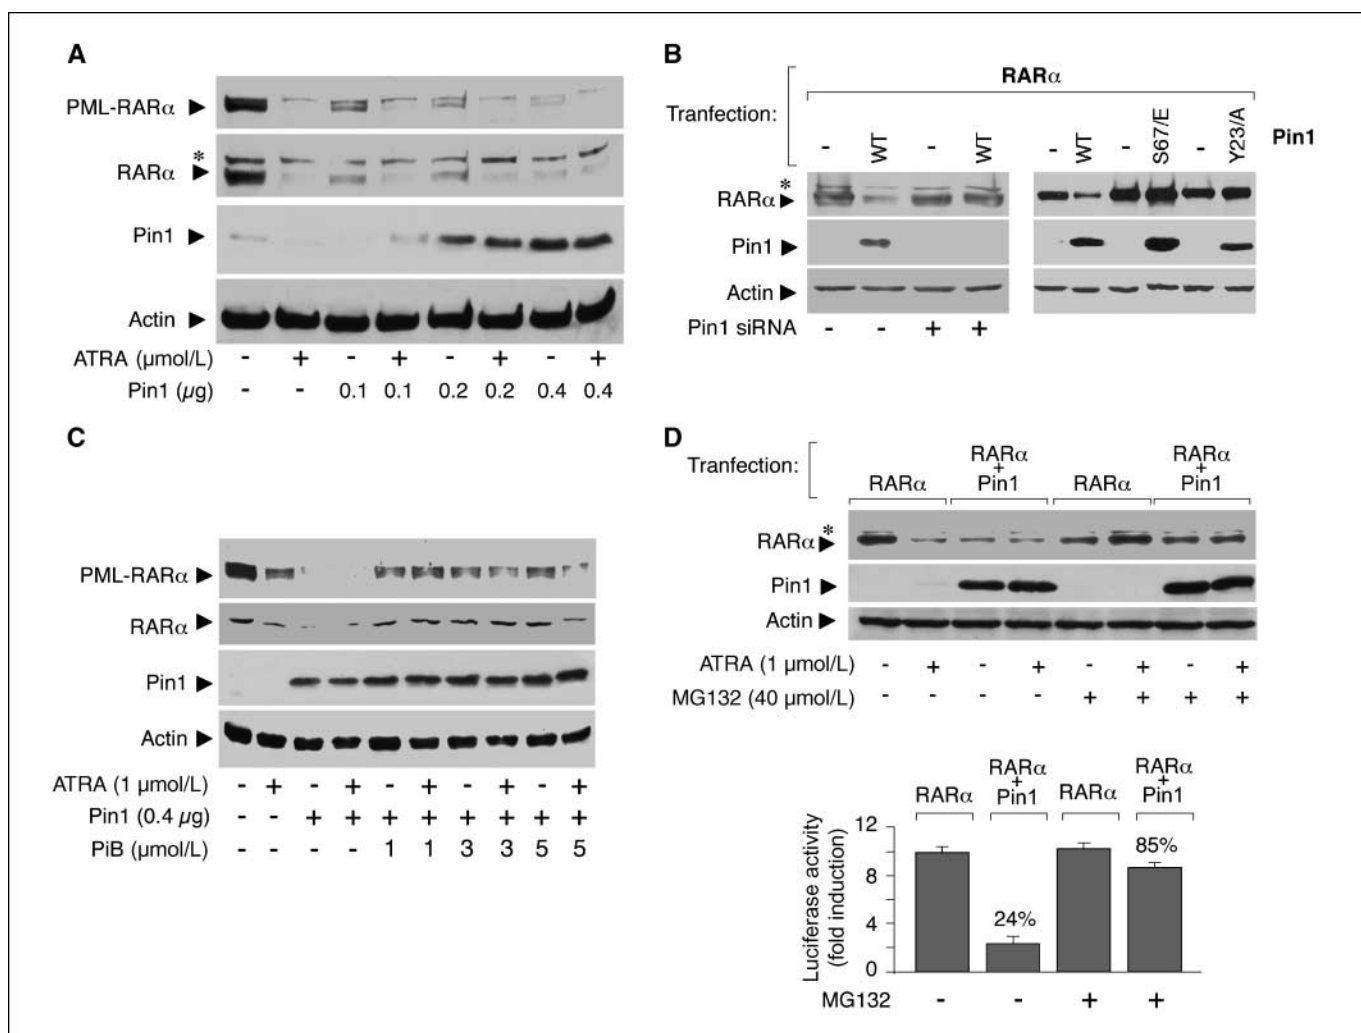 A
PML-RARα
*
RARα
Pin1
Actin
ATRA (µmol/L) - + - + - + - +
Pin1 (µg) - - 0.1 0.1 0.2 0.2 0.4 0.4
B
RARα
Tranfection:
- WT - WT - WT - S67/E - Y23/A Pin1
*
RARα
Pin1
Actin
Pin1 siRNA - - + +
C
PML-RARα
RARα
Pin1
Actin
ATRA (1 µmol/L) - + - + - + - + - +
Pin1 (0.4 µg) - - + + + + + + + +
PiB (µmol/L) - - - - 1 1 3 3 5 5
D
Tranfection:
RARα RARα + Pin1 RARα RARα + Pin1
*
RARα
Pin1
Actin
ATRA (1 µmol/L) - + - + - + - +
MG132 (40 µmol/L) - - - - + + + +
RARα RARα + Pin1 RARα RARα + Pin1
Luciferase activity
(fold induction)
12
8
4
0
24%
85%
MG132 - - + +